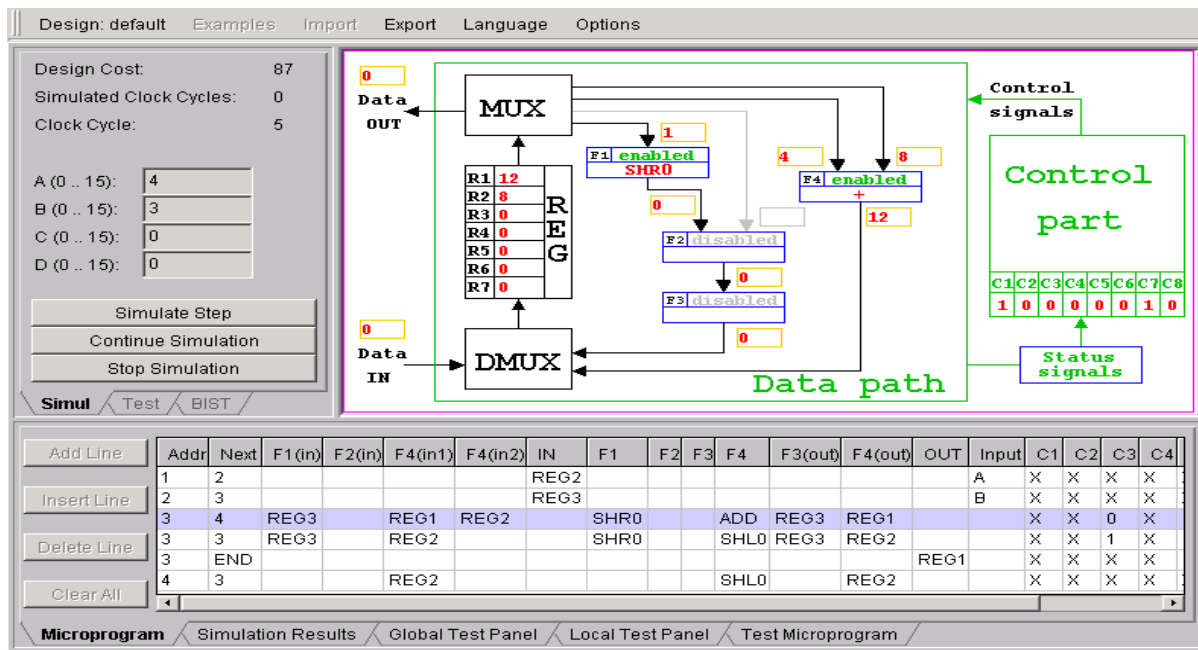 Design: default Examples Import Export Language Options
Design Cost: 87
Simulated Clock Cycles: 0
Clock Cycle: 5
A (0 .. 15): 4
B (0 .. 15): 3
C (0 .. 15): 0
D (0 .. 15): 0
Simulate Step
Continue Simulation
Stop Simulation
Simul Test BIST
0
Data
OUT
MUX
1
F1 enabled
SHR0
4
8
F4 enabled
+
12
R1 12
R2 8
R3 0
R4 0
R5 0
R6 0
R7 0
REG
0
F2 disabled
0
F3 disabled
0
0
Data
IN
DMUX
Data path
Control
signals
Control
part
C1 C2 C3 C4 C5 C6 C7 C8
1 0 0 0 0 0 1 0
Status
signals
Add Line
Insert Line
Delete Line
Clear All
Addr Next F1(in) F2(in) F4(in1) F4(in2) IN F1 F2 F3 F4 F3(out) F4(out) OUT Input C1 C2 C3 C4
1 2 REG2 A X X X X
2 3 REG3 B X X X X
3 4 REG3 REG1 REG2 SHR0 ADD REG3 REG1 X X 0 X
3 3 REG3 REG2 SHR0 SHL0 REG3 REG2 X X 1 X
3 END REG1 X X X X
4 3 REG2 SHL0 REG2 X X X X
Microprogram Simulation Results Global Test Panel Local Test Panel Test Microprogram